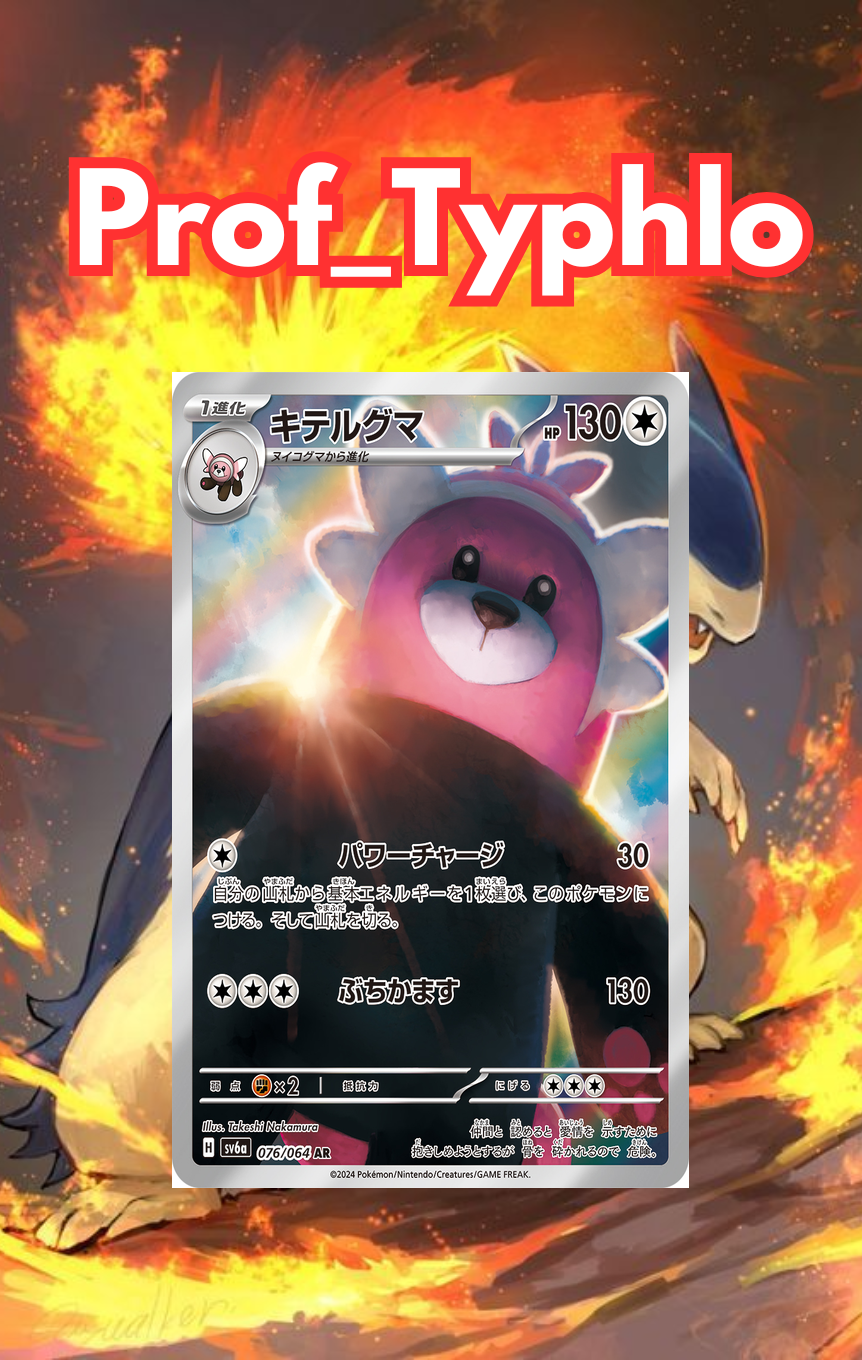 Prof_Typhlo
1進化
キテルグマ
HP 130
ヌイコグマから進化
パワーチャージ 30
自分の山札から基本エネルギーを1枚選び、このポケモンに
つける。そして山札を切る。
ぶちかます 130
弱点 ×2 抵抗力 にげる
Illus. Takeshi Nakamura
仲間と 認めると 愛情を 示すために
抱きしめようとするが 骨を 砕かれるので 危険。
H sv6a 076/064 AR
©2024 Pokémon/Nintendo/Creatures/GAME FREAK.